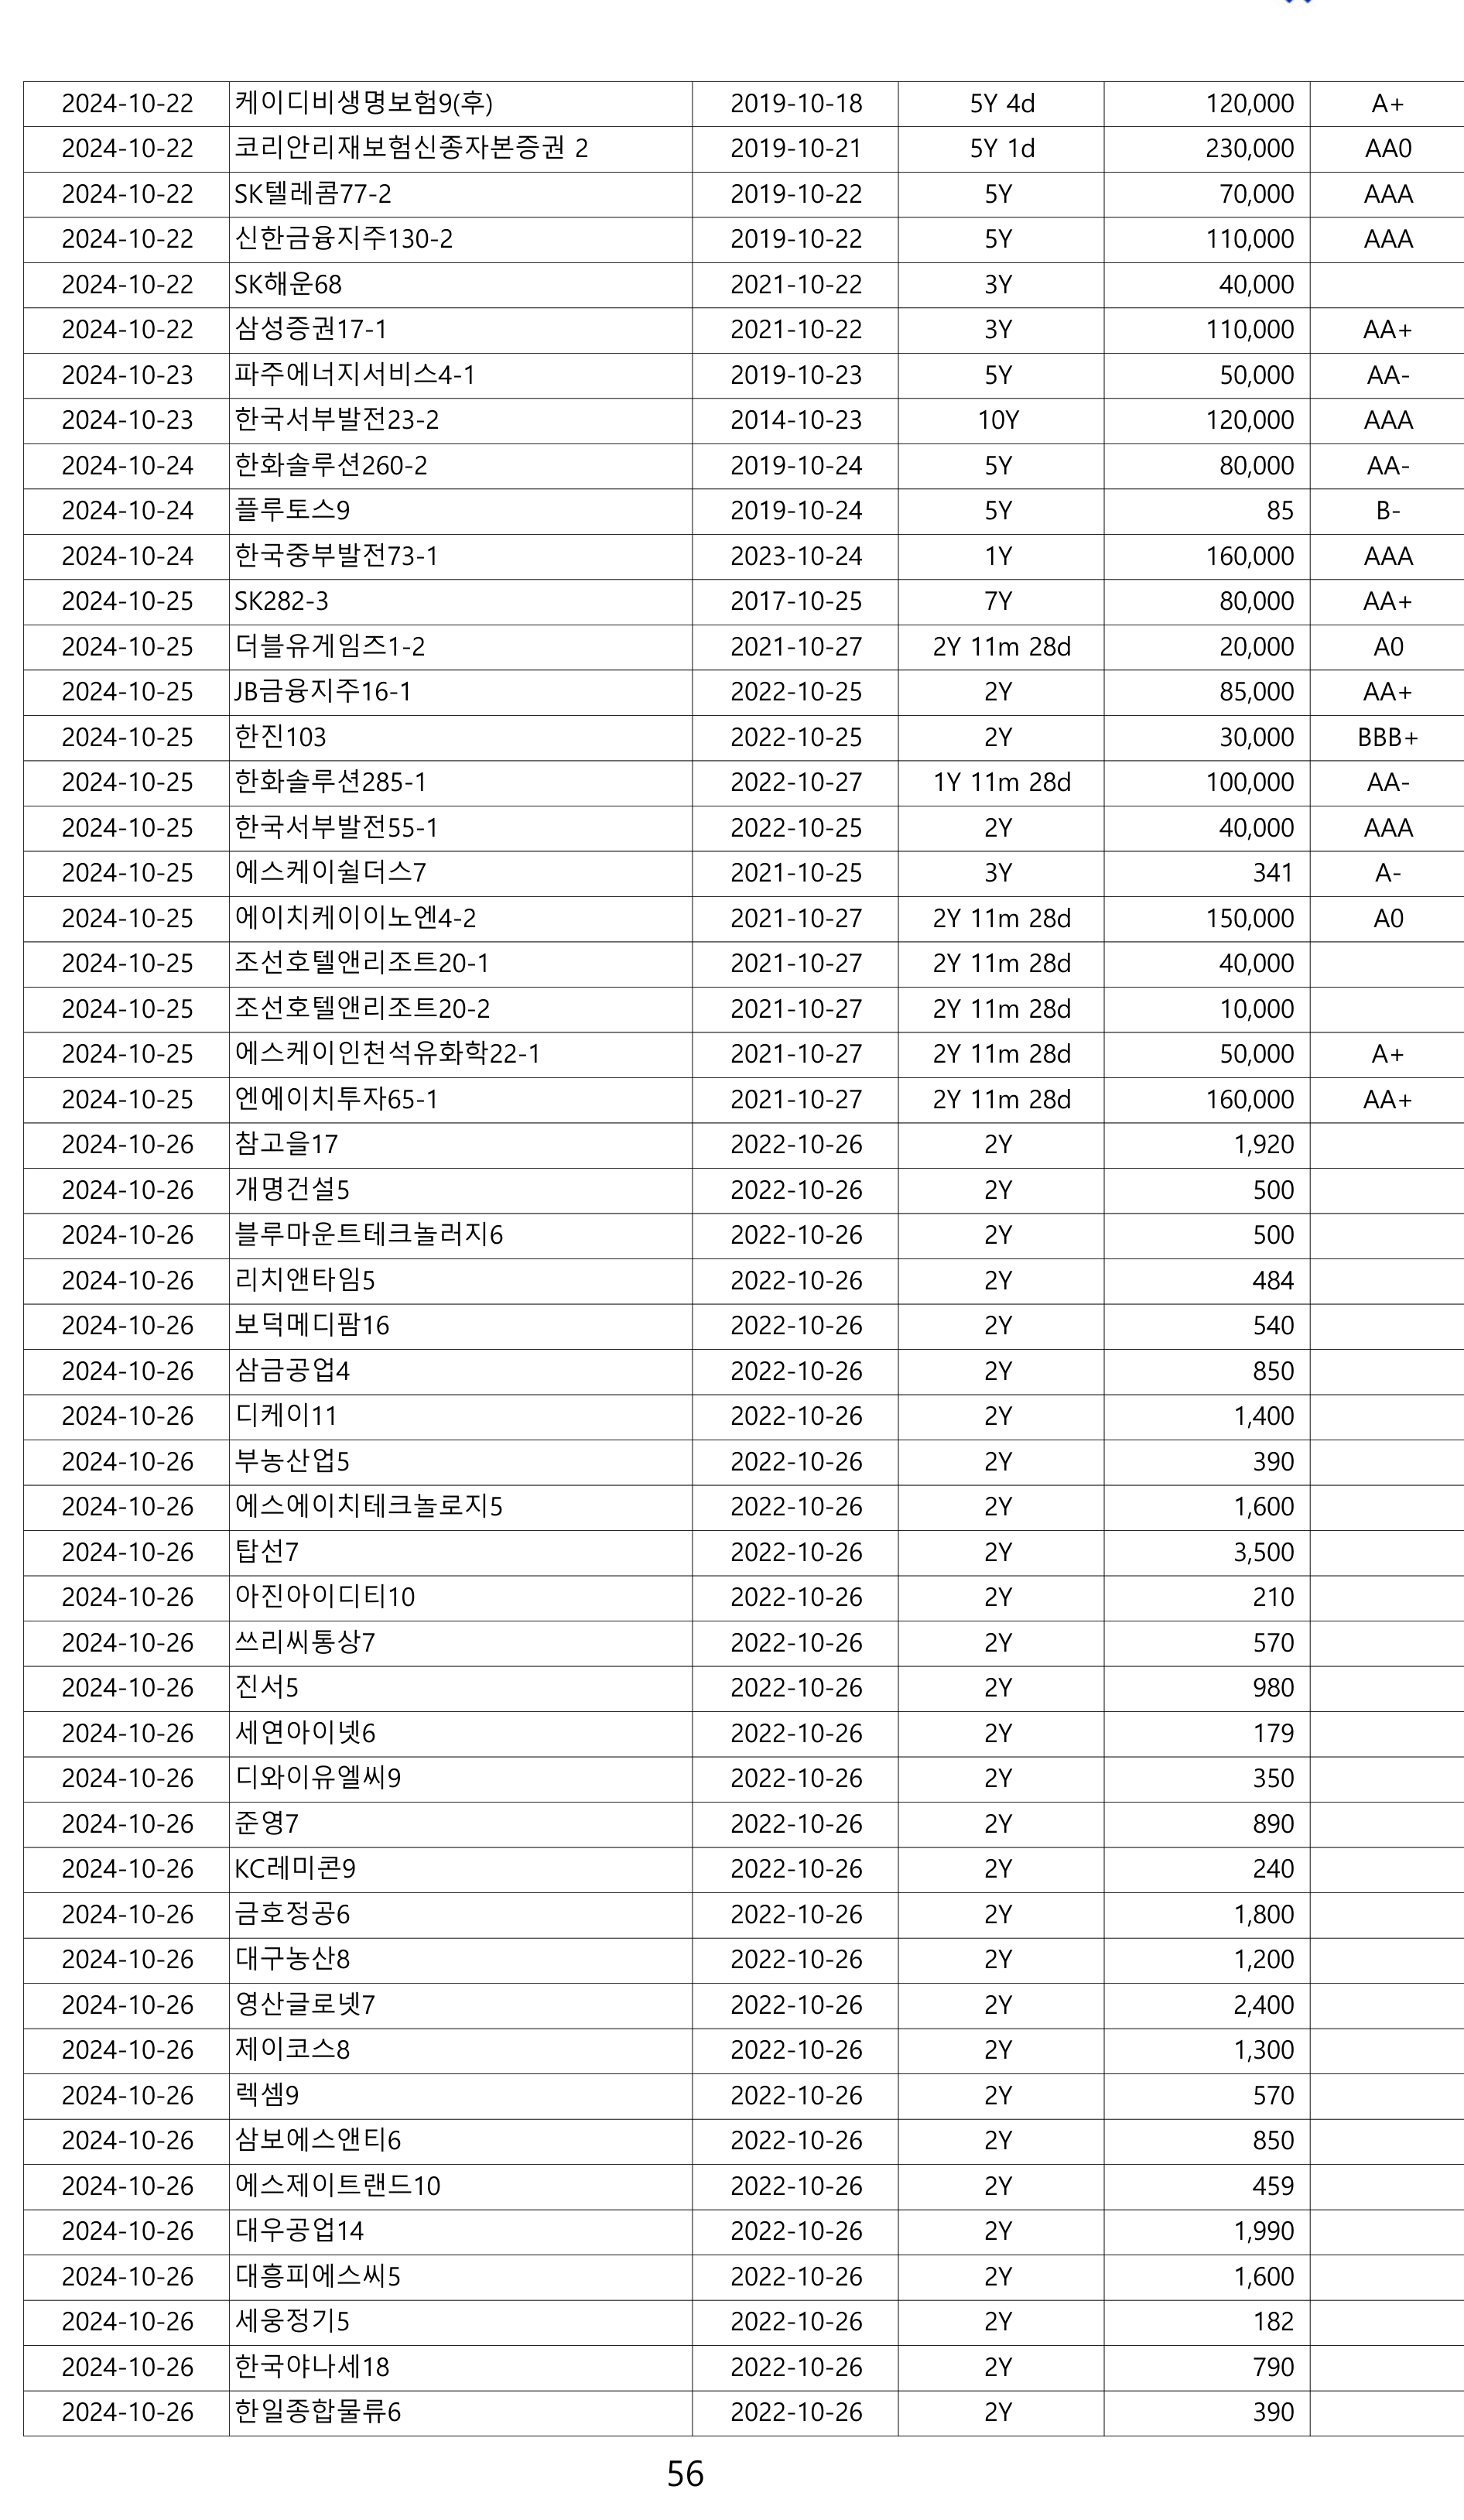 2024-10-22 케이디비생명보험9(후) 2019-10-18 5Y 4d 120,000 A+
2024-10-22 코리안리재보험신종자본증권 2 2019-10-21 5Y 1d 230,000 AA0
2024-10-22 SK텔레콤77-2 2019-10-22 5Y 70,000 AAA
2024-10-22 신한금융지주130-2 2019-10-22 5Y 110,000 AAA
2024-10-22 SK해운68 2021-10-22 3Y 40,000
2024-10-22 삼성증권17-1 2021-10-22 3Y 110,000 AA+
2024-10-23 파주에너지서비스4-1 2019-10-23 5Y 50,000 AA-
2024-10-23 한국서부발전23-2 2014-10-23 10Y 120,000 AAA
2024-10-24 한화솔루션260-2 2019-10-24 5Y 80,000 AA-
2024-10-24 플루토스9 2019-10-24 5Y 85 B-
2024-10-24 한국중부발전73-1 2023-10-24 1Y 160,000 AAA
2024-10-25 SK282-3 2017-10-25 7Y 80,000 AA+
2024-10-25 더블유게임즈1-2 2021-10-27 2Y 11m 28d 20,000 A0
2024-10-25 JB금융지주16-1 2022-10-25 2Y 85,000 AA+
2024-10-25 한진103 2022-10-25 2Y 30,000 BBB+
2024-10-25 한화솔루션285-1 2022-10-27 1Y 11m 28d 100,000 AA-
2024-10-25 한국서부발전55-1 2022-10-25 2Y 40,000 AAA
2024-10-25 에스케이쉴더스7 2021-10-25 3Y 341 A-
2024-10-25 에이치케이이노엔4-2 2021-10-27 2Y 11m 28d 150,000 A0
2024-10-25 조선호텔앤리조트20-1 2021-10-27 2Y 11m 28d 40,000
2024-10-25 조선호텔앤리조트20-2 2021-10-27 2Y 11m 28d 10,000
2024-10-25 에스케이인천석유화학22-1 2021-10-27 2Y 11m 28d 50,000 A+
2024-10-25 엔에이치투자65-1 2021-10-27 2Y 11m 28d 160,000 AA+
2024-10-26 참고을17 2022-10-26 2Y 1,920
2024-10-26 개명건설5 2022-10-26 2Y 500
2024-10-26 블루마운트테크놀러지6 2022-10-26 2Y 500
2024-10-26 리치앤타임5 2022-10-26 2Y 484
2024-10-26 보덕메디팜16 2022-10-26 2Y 540
2024-10-26 삼금공업4 2022-10-26 2Y 850
2024-10-26 디케이11 2022-10-26 2Y 1,400
2024-10-26 부농산업5 2022-10-26 2Y 390
2024-10-26 에스에이치테크놀로지5 2022-10-26 2Y 1,600
2024-10-26 탑선7 2022-10-26 2Y 3,500
2024-10-26 아진아이디티10 2022-10-26 2Y 210
2024-10-26 쓰리씨통상7 2022-10-26 2Y 570
2024-10-26 진서5 2022-10-26 2Y 980
2024-10-26 세연아이넷6 2022-10-26 2Y 179
2024-10-26 디와이유엘씨9 2022-10-26 2Y 350
2024-10-26 준영7 2022-10-26 2Y 890
2024-10-26 KC레미콘9 2022-10-26 2Y 240
2024-10-26 금호정공6 2022-10-26 2Y 1,800
2024-10-26 대구농산8 2022-10-26 2Y 1,200
2024-10-26 영산글로넷7 2022-10-26 2Y 2,400
2024-10-26 제이코스8 2022-10-26 2Y 1,300
2024-10-26 렉셈9 2022-10-26 2Y 570
2024-10-26 삼보에스앤티6 2022-10-26 2Y 850
2024-10-26 에스제이트랜드10 2022-10-26 2Y 459
2024-10-26 대우공업14 2022-10-26 2Y 1,990
2024-10-26 대흥피에스씨5 2022-10-26 2Y 1,600
2024-10-26 세웅정기5 2022-10-26 2Y 182
2024-10-26 한국야나세18 2022-10-26 2Y 790
2024-10-26 한일종합물류6 2022-10-26 2Y 390
56